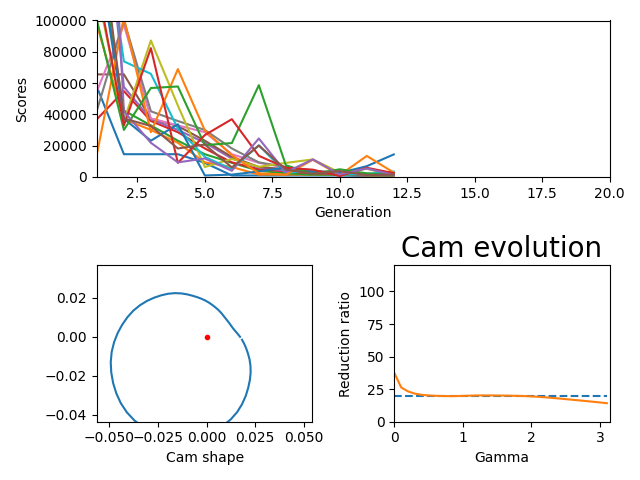 100000
80000
60000
40000
20000
0
Scores
2.5 5.0 7.5 10.0 12.5 15.0 17.5 20.0
Generation
Cam evolution
0.02
0.00
−0.02
−0.04
−0.050 −0.025 0.000 0.025 0.050
Cam shape
100
75
50
25
0
Reduction ratio
0 1 2 3
Gamma